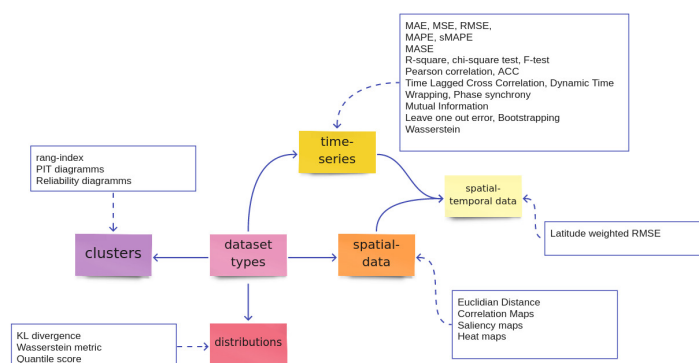 MAE, MSE, RMSE,
MAPE, sMAPE
MASE
R-square, chi-square test, F-test
Pearson correlation, ACC
Time Lagged Cross Correlation, Dynamic Time
Wrapping, Phase synchrony
Mutual Information
Leave one out error, Bootstrapping
Wasserstein
time-
series
rang-index
PIT diagramms
Reliability diagramms
spatial-
temporal data
Latitude weighted RMSE
clusters
dataset
types
spatial-
data
Euclidian Distance
Correlation Maps
Saliency maps
Heat maps
KL divergence
Wasserstein metric
Quantile score
distributions